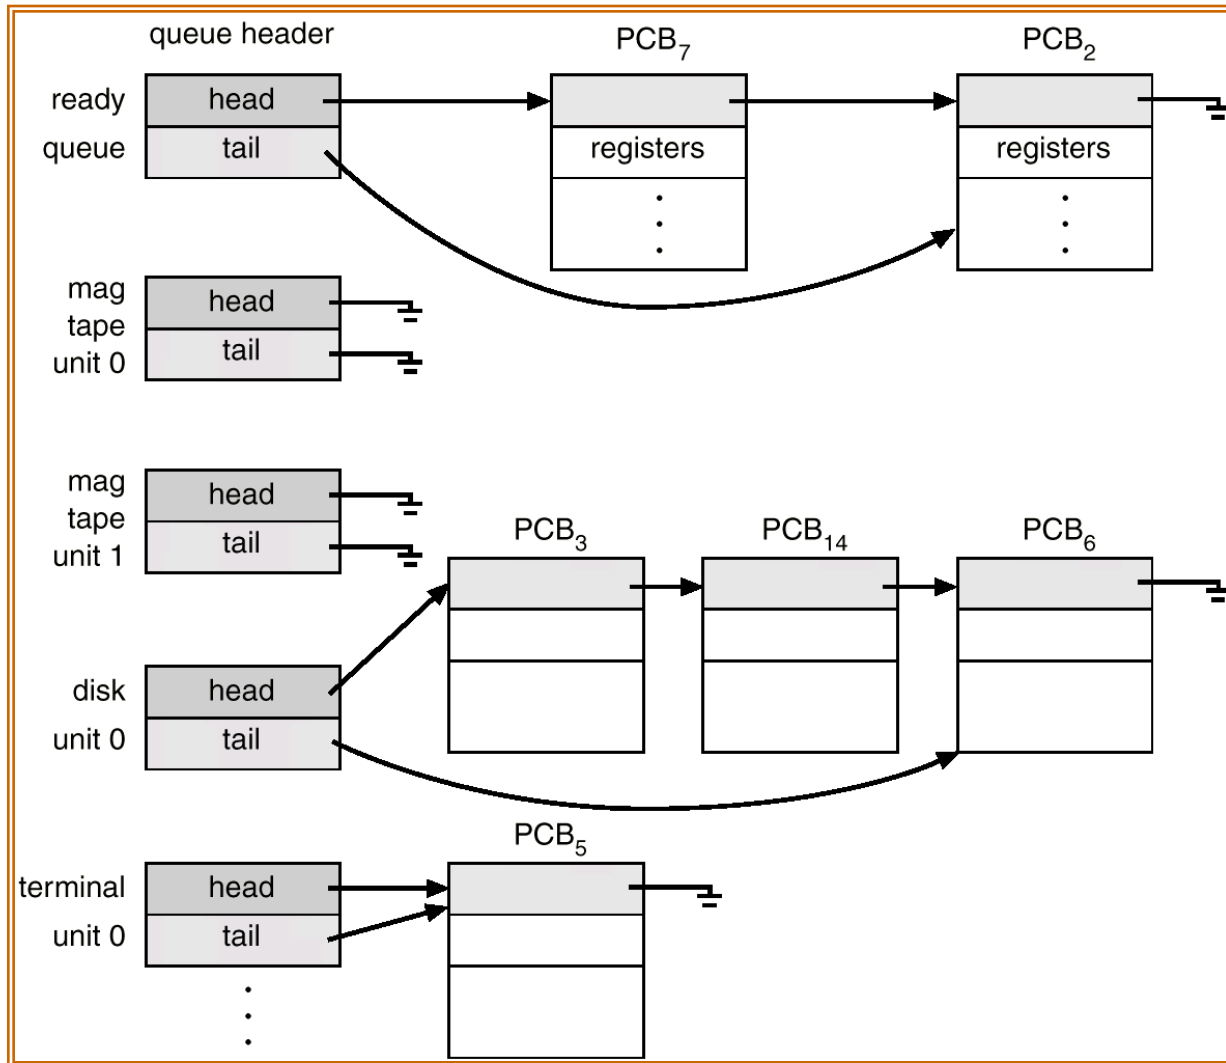 queue header
PCB7
PCB2
ready
head
queue
tail
registers
registers
mag
tape
unit 0
head
tail
mag
tape
unit 1
head
tail
PCB3
PCB14
PCB6
disk
head
unit 0
tail
PCB5
terminal
head
unit 0
tail